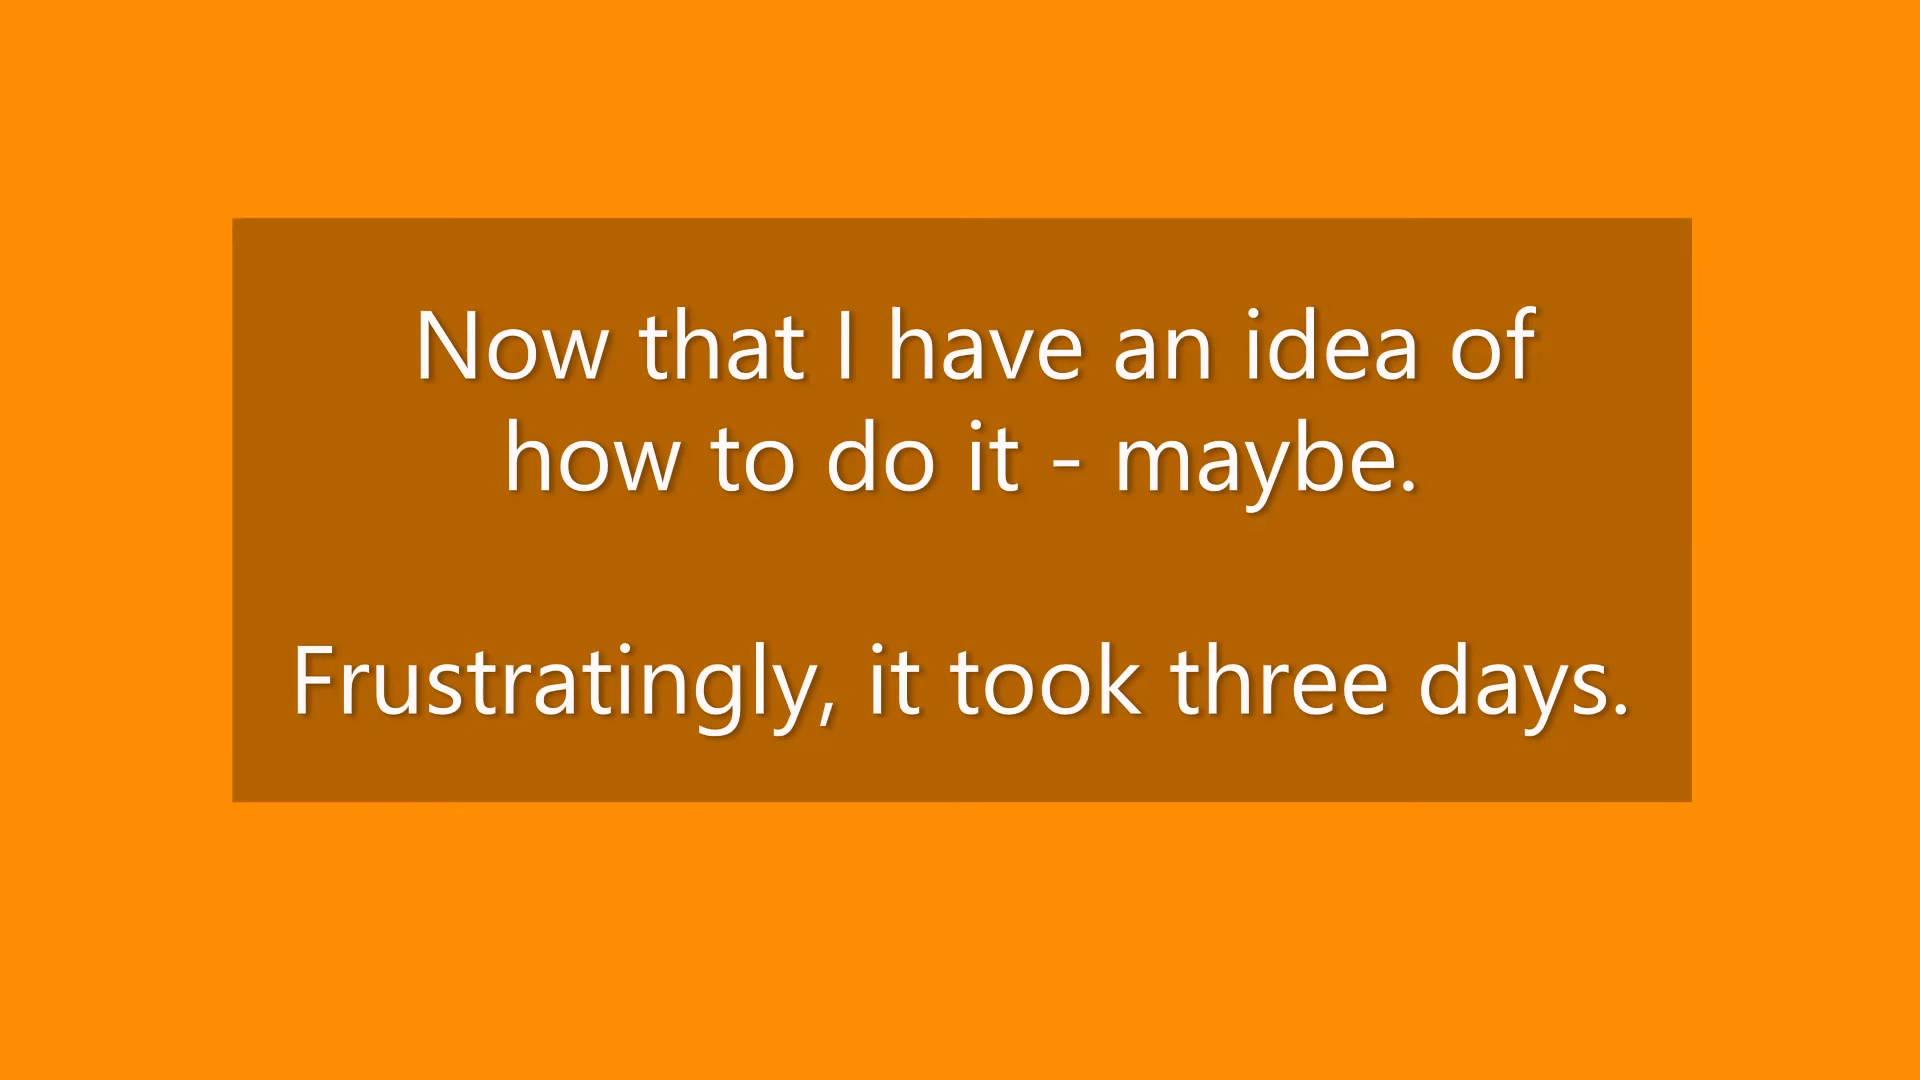 Now that I have an idea of
how to do it - maybe.
Frustratingly, it took three days.